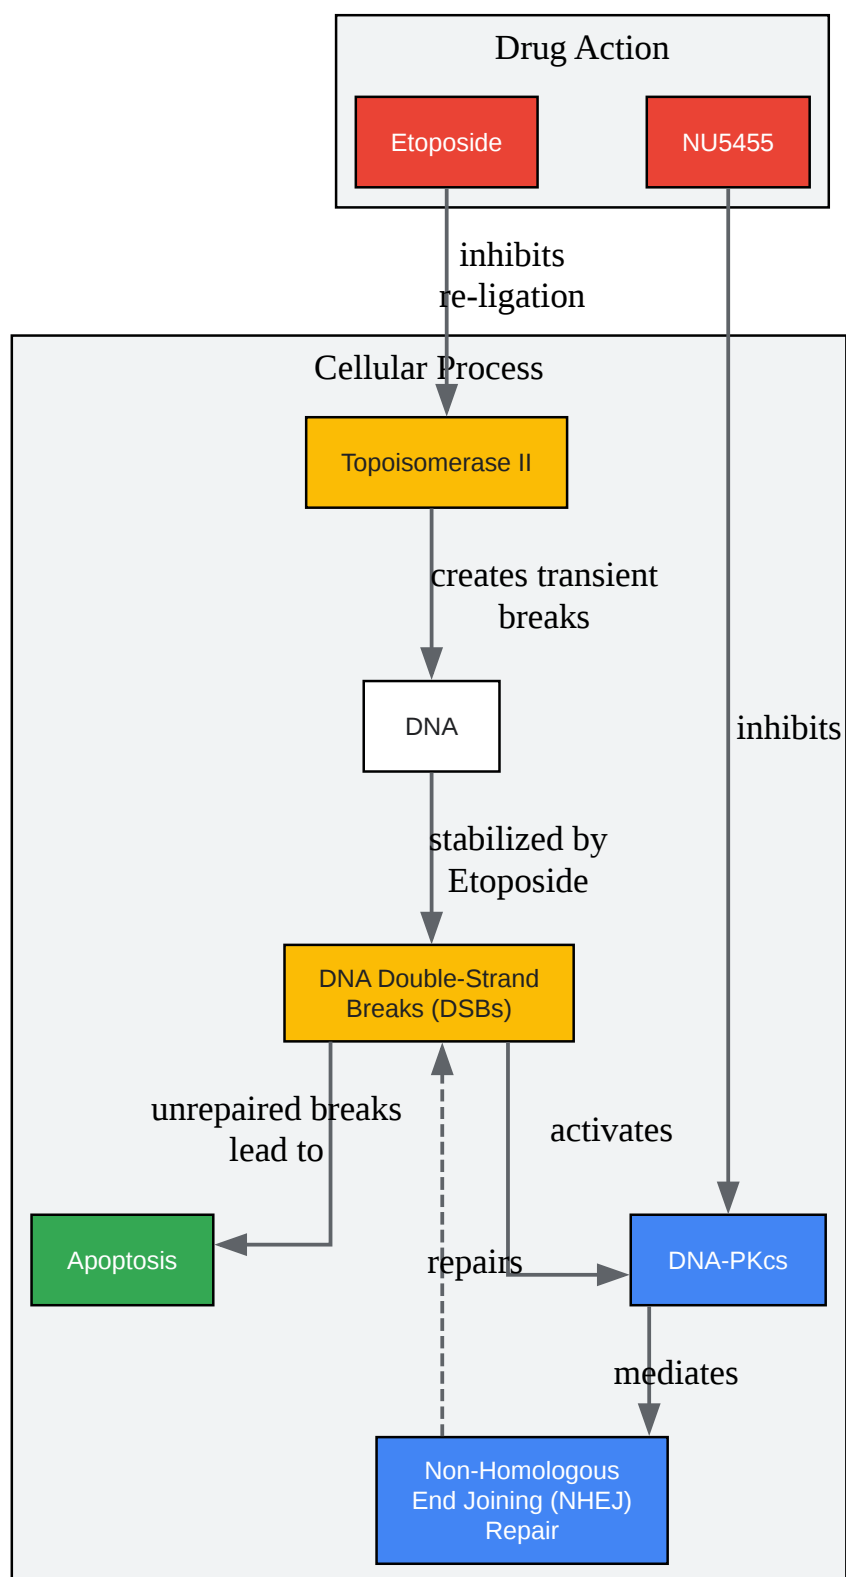 Drug Action
Etoposide
NU5455
inhibits
re-ligation
Cellular Process
Topoisomerase II
creates transient
breaks
DNA
inhibits
stabilized by
Etoposide
DNA Double-Strand
Breaks (DSBs)
unrepaired breaks
lead to
activates
Apoptosis
repairs
DNA-PKcs
mediates
Non-Homologous
End Joining (NHEJ)
Repair